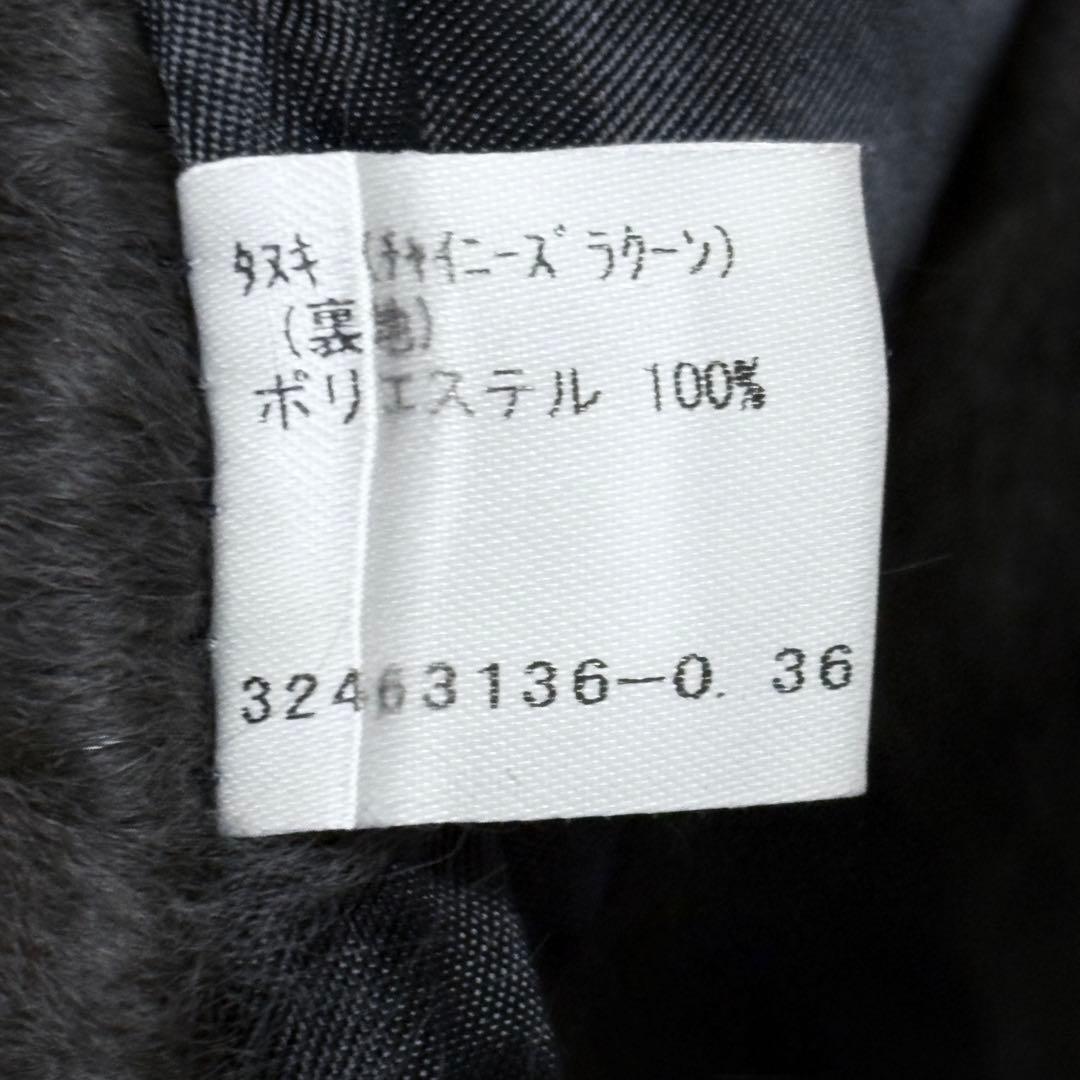 タヌキ (チャイニーズ ラクーン)
(裏地)
ポリエステル 100%
32463136-0. 36